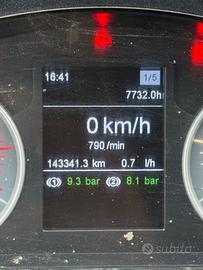 16:41 1/5
7732.0h
0 km/h
790 /min
143341.3 km 0.7 l/h
(1) 9.3 bar (2) 8.1 bar
subito